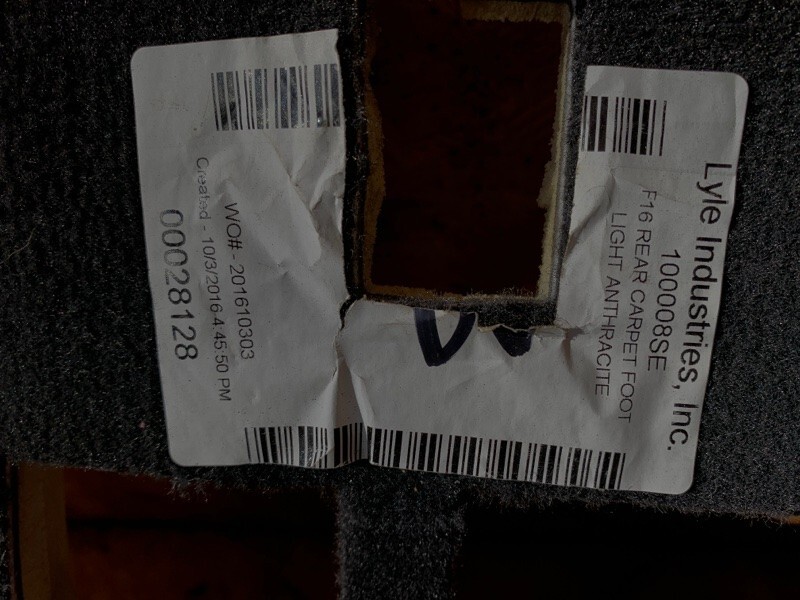 Lyle Industries, Inc.
100008SE
F16 REAR CARPET FOOT
LIGHT ANTHRACITE
WO# - 201610303
Created - 10/3/2016 4:45:50 PM
00028128